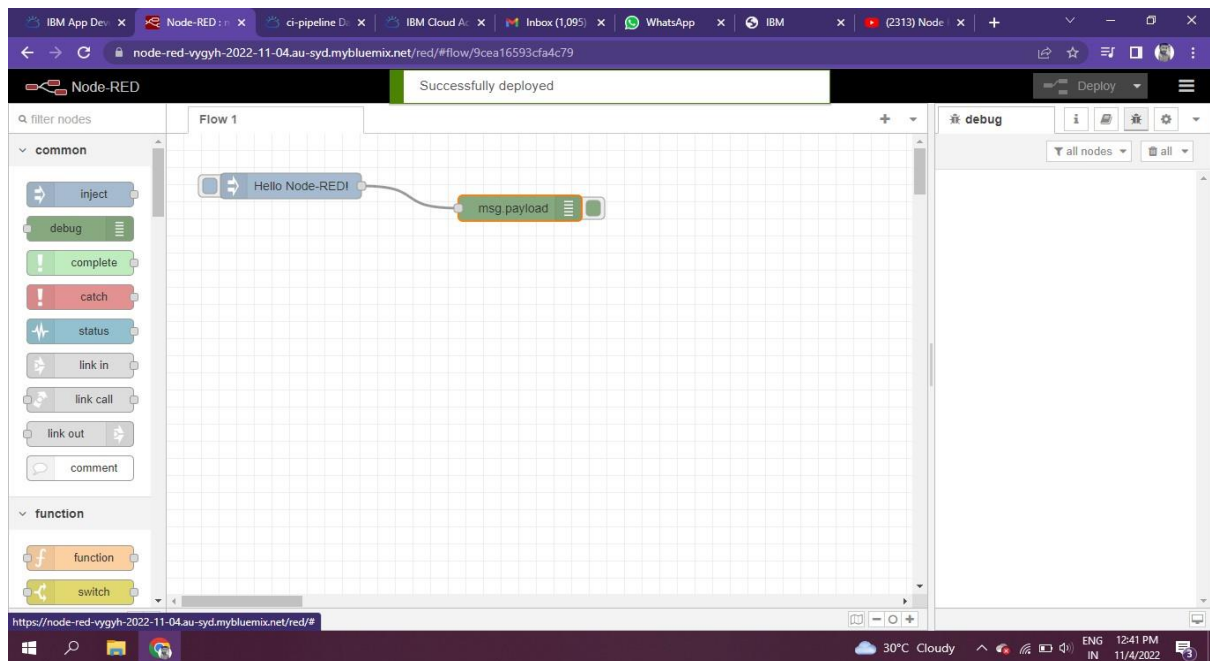 IBM App Dev
Node-RED : n
ci-pipeline De
IBM Cloud Ac
Inbox (1,095)
WhatsApp
IBM
(2313) Node
node-red-vygyh-2022-11-04.au-syd.mybluemix.net/red/#flow/9cea16593cfa4c79
Node-RED
Successfully deployed
Deploy
filter nodes
Flow 1
debug
i
common
all nodes
all
inject
Hello Node-RED!
msg.payload
debug
complete
catch
status
link in
link call
link out
comment
function
function
switch
https://node-red-vygyh-2022-11-04.au-syd.mybluemix.net/red/#
30°C Cloudy
ENG
IN
12:41 PM
11/4/2022
3